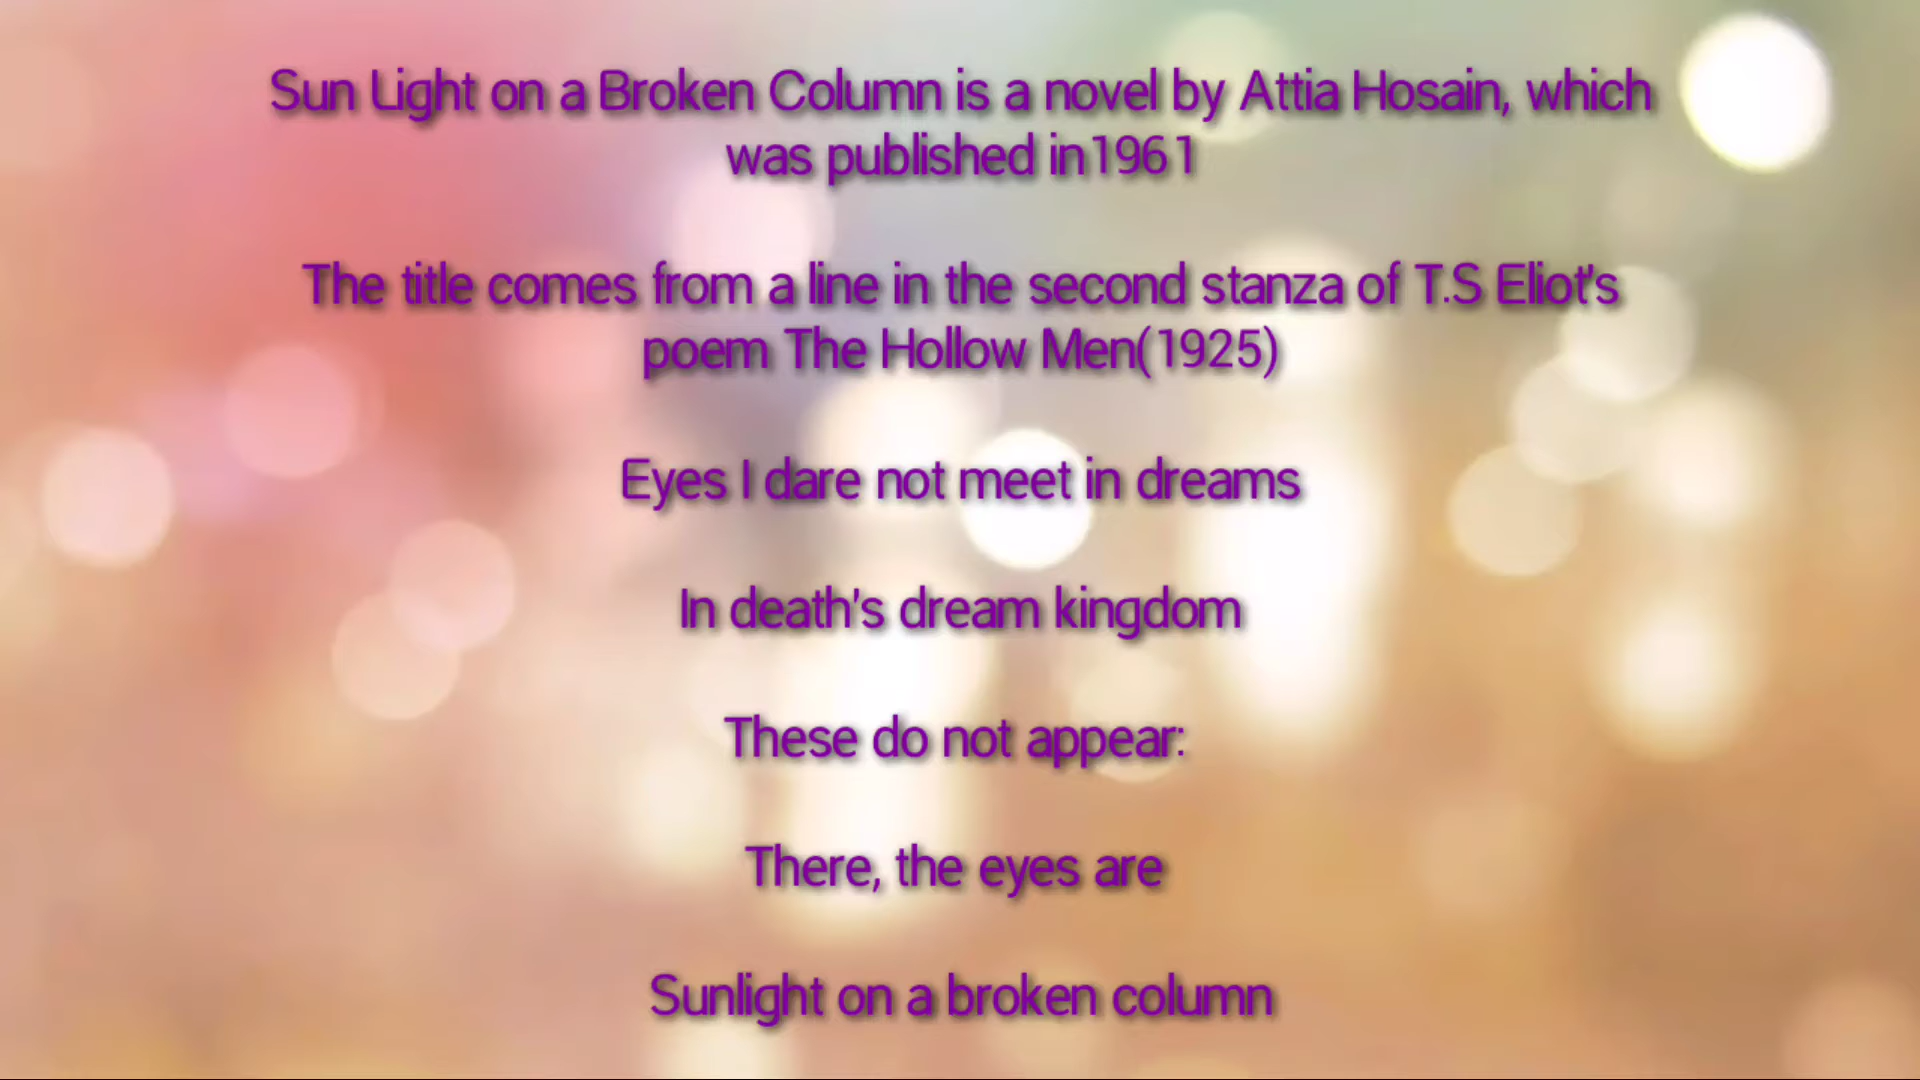 Sun Light on a Broken Column is a novel by Attia Hosain, which
was published in1961
The title comes from a line in the second stanza of T.S Eliot's
poem The Hollow Men(1925)
Eyes I dare not meet in dreams
In death's dream kingdom
These do not appear:
There, the eyes are
Sunlight on a broken column